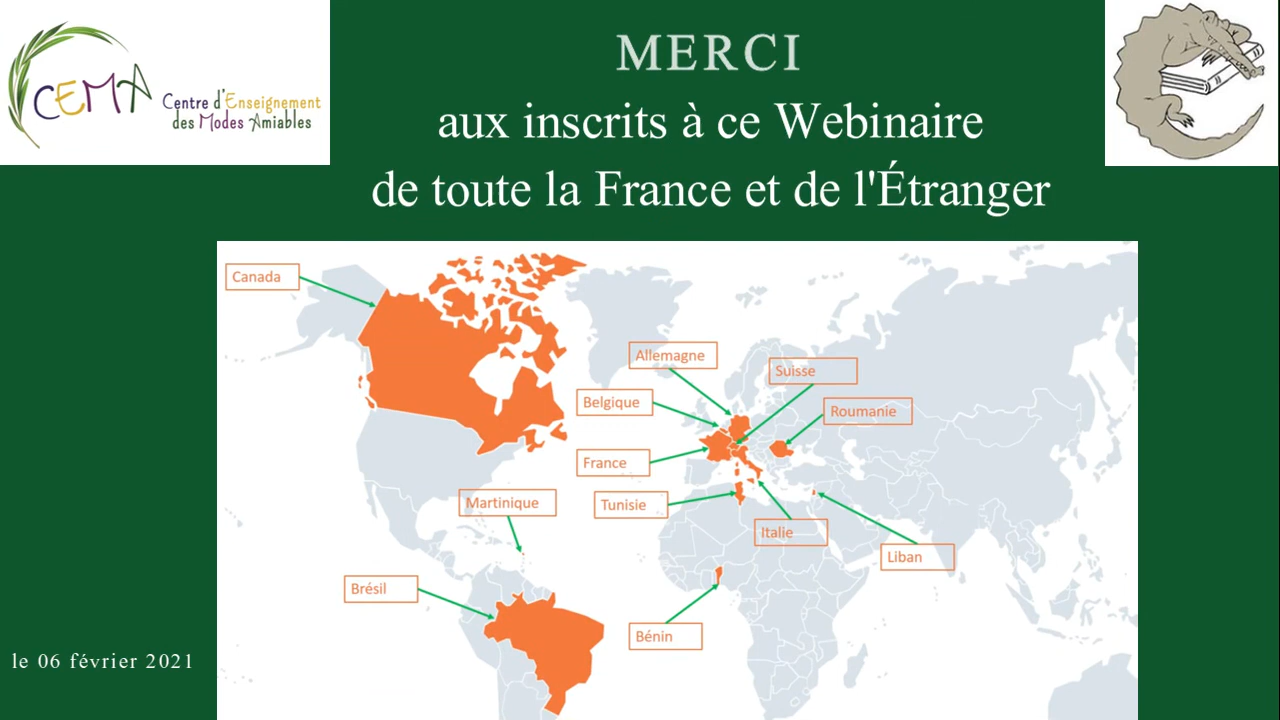 CEMA
Centre d'Enseignement
des Modes Amiables
MERCI
aux inscrits à ce Webinaire
de toute la France et de l'Étranger
Canada
Allemagne
Suisse
Belgique
Roumanie
France
Martinique
Tunisie
Italie
Liban
Brésil
Bénin
le 06 février 2021